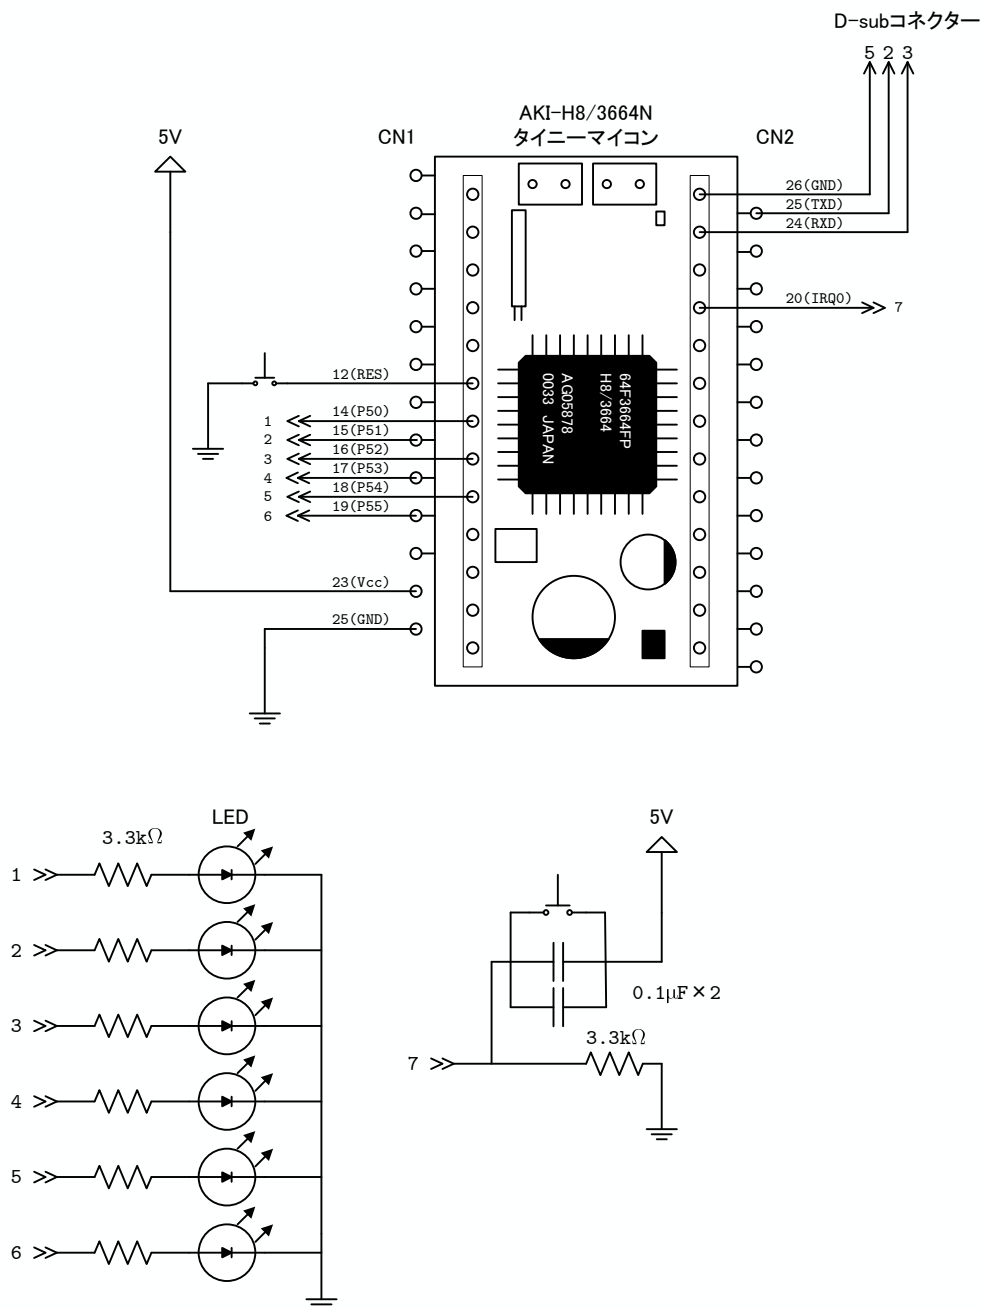 D-subコネクター
5 2 3
AKI-H8/3664N
タイニーマイコン
5V
CN1
CN2
26(GND)
25(TXD)
24(RXD)
20(IRQ0)
7
12(RES)
1
14(P50)
2
15(P51)
3
16(P52)
4
17(P53)
5
18(P54)
6
19(P55)
64F3664FP
H8/3664
AG05878
0033 JAPAN
23(Vcc)
25(GND)
LED
3.3kΩ
1
2
3
4
5
6
5V
0.1μF×2
3.3kΩ
7